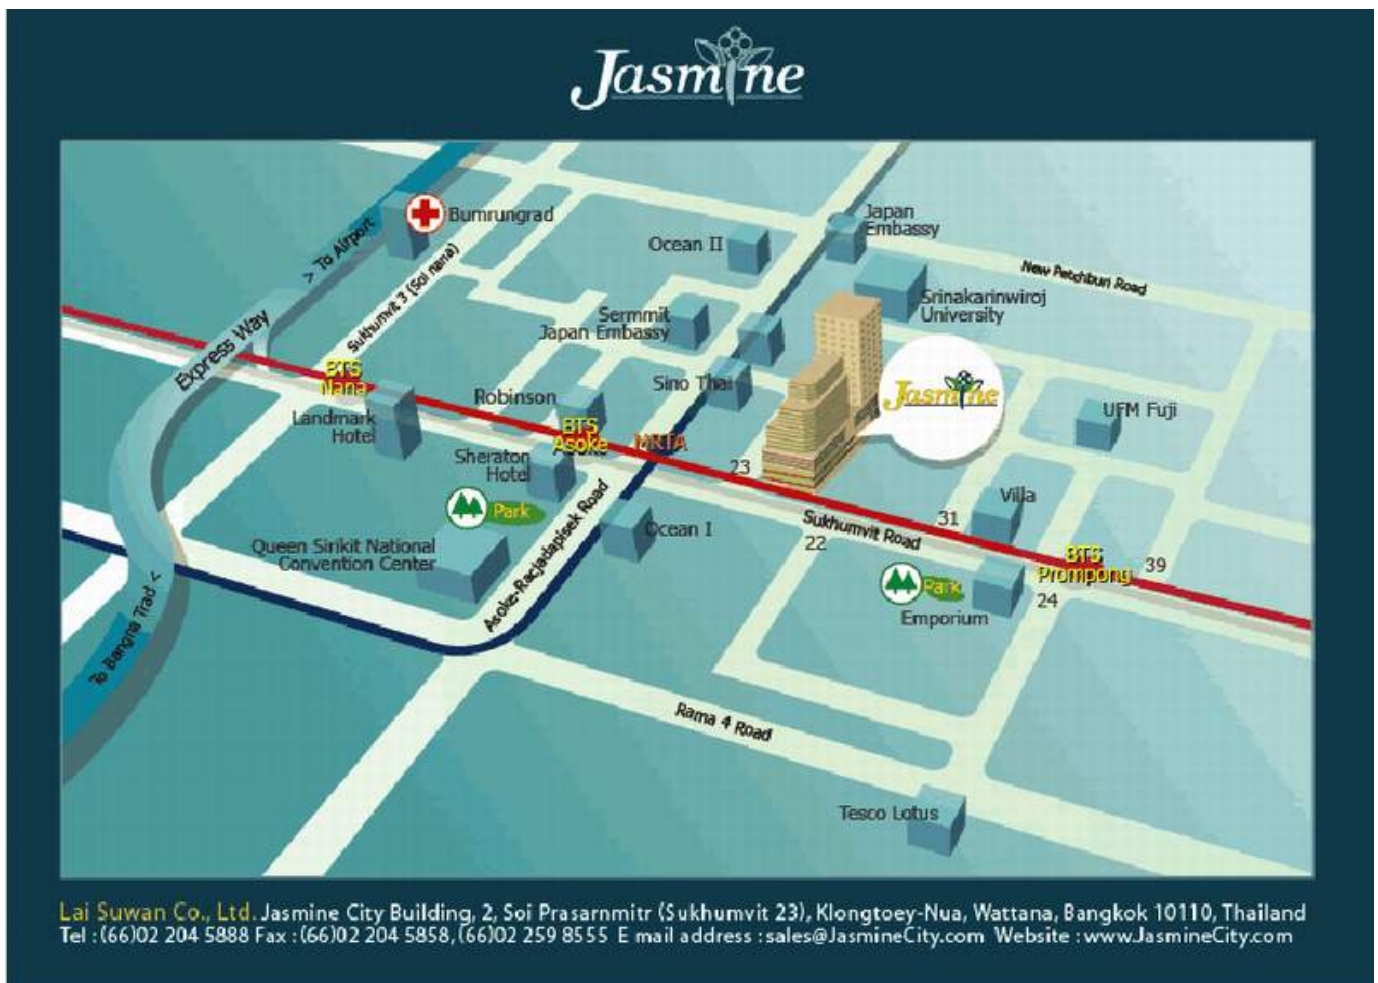 Jasmine
Bumrungrad
Japan
Embassy
Ocean II
> To Airport
Sukhumvit 3 (Soi nana)
New Petchburi Road
Srinakarinwiroj
University
Sermmit
Japan Embassy
Express Way
BTS
Nana
Sino Thai
Jasmine
Robinson
UFM Fuji
Landmark
Hotel
BTS
Asoke
MRTA
Sheraton
Hotel
23
Villa
Park
Asoke-Racjadapisek Road
Ocean I
Sukhumvit Road
31
22
Queen Sirikit National
Convention Center
BTS
Prompong
39
Park
24
Emporium
To Bangna Trad <
Rama 4 Road
Tesco Lotus
Lai Suwan Co., Ltd. Jasmine City Building, 2, Soi Prasarnmitr (Sukhumvit 23), Klongtoey-Nua, Wattana, Bangkok 10110, Thailand
Tel :(66)02 204 5888 Fax :(66)02 204 5858, (66)02 259 8555 E mail address :sales@JasmineCity.com Website :www.JasmineCity.com